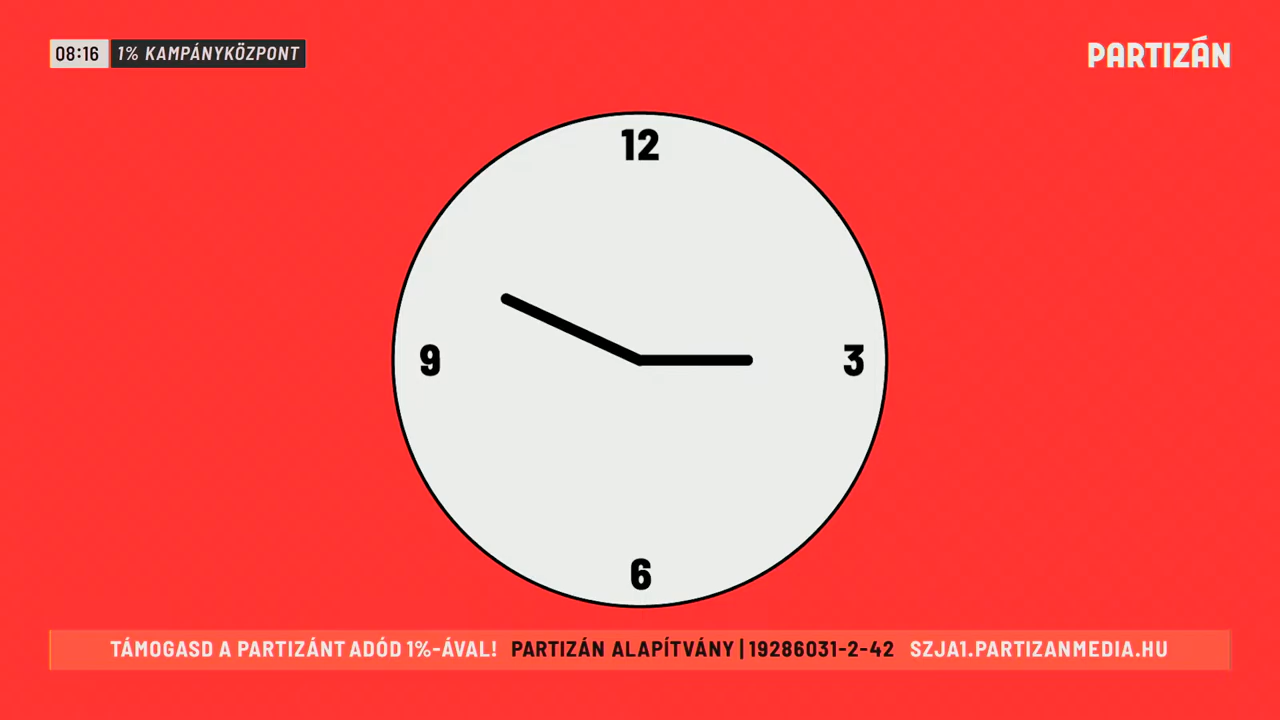 08:16 1% KAMPÁNYKÖZPONT
PARTIZÁN
12
9
3
6
TÁMOGASD A PARTIZÁNT ADÓD 1%-ÁVAL! PARTIZÁN ALAPÍTVÁNY | 19286031-2-42 SZJA1.PARTIZANMEDIA.HU